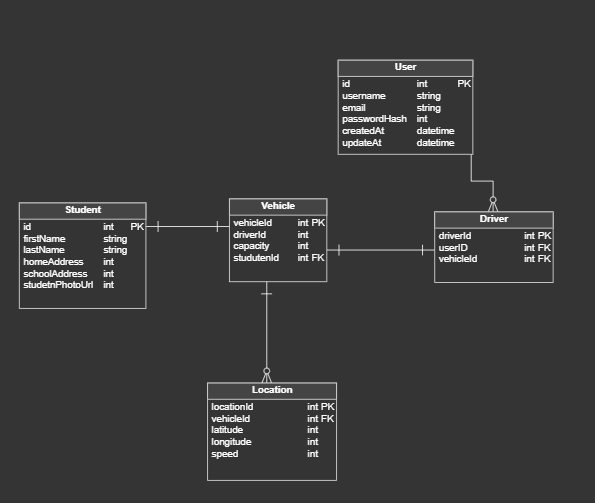 User
id int PK
username string
email string
passwordHash int
createdAt datetime
updateAt datetime
Student
id int PK
firstName string
lastName string
homeAddress int
schoolAddress int
studetnPhotoUrl int
Vehicle
vehicleId int PK
driverId int
capacity int
studutenId int FK
Driver
driverId int PK
userID int FK
vehicleId int FK
Location
locationId int PK
vehicleId int FK
latitude int
longitude int
speed int